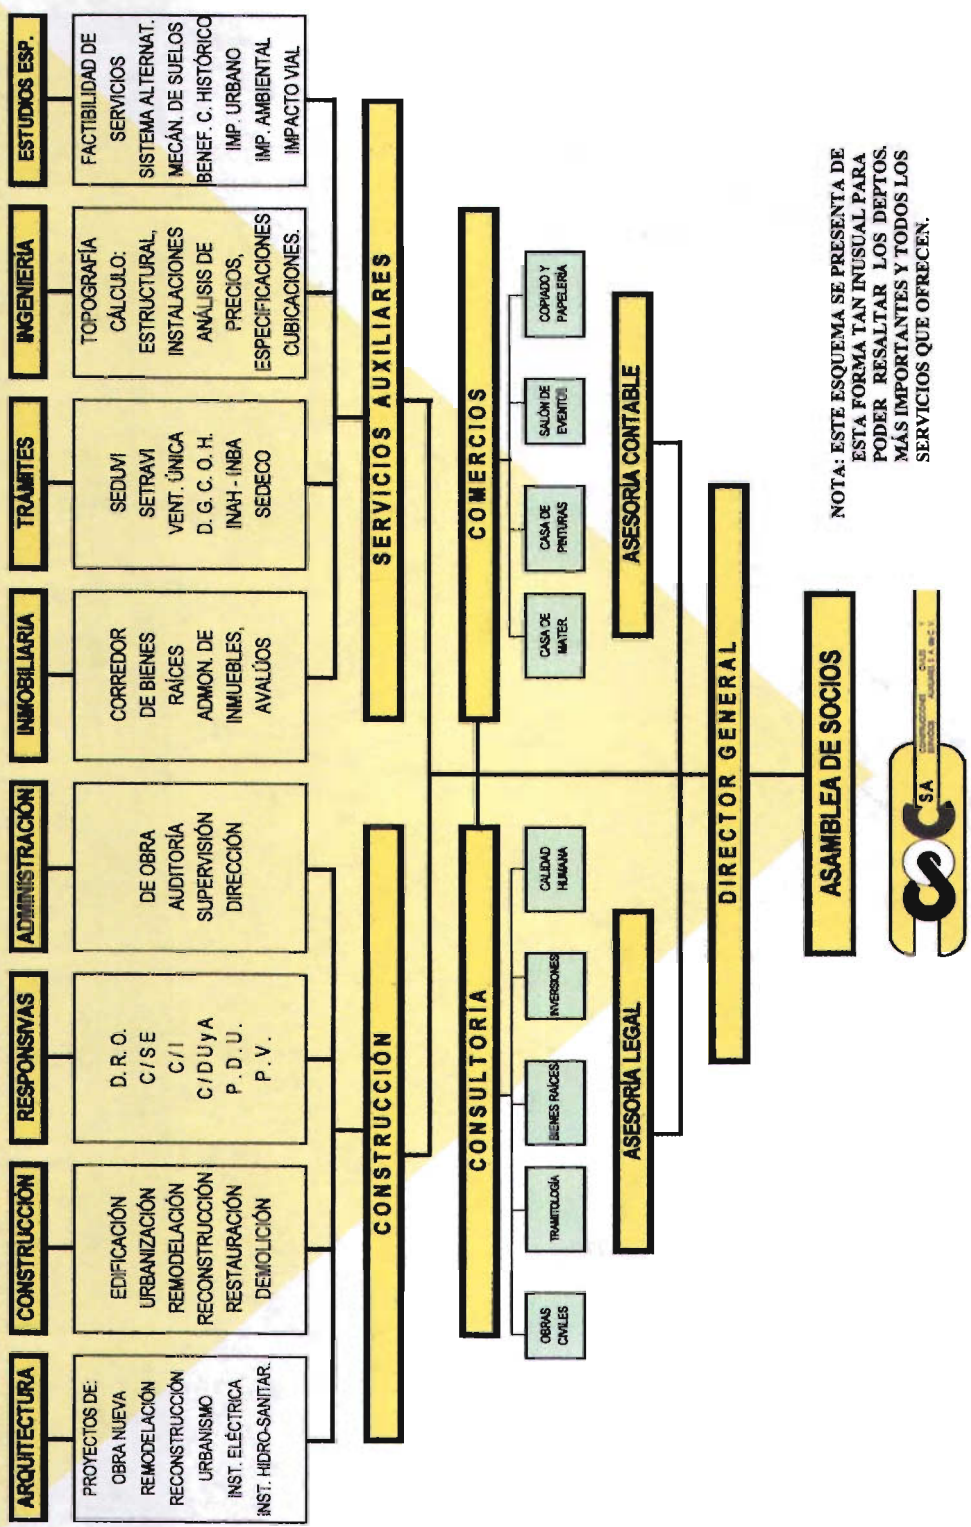 ARQUITECTURA
PROYECTOS DE:
OBRA NUEVA
REMODELACIÓN
RECONSTRUCCIÓN
URBANISMO
INST. ELÉCTRICA
INST. HIDRO-SANITAR.
CONSTRUCCIÓN
EDIFICACIÓN
URBANIZACIÓN
REMODELACIÓN
RECONSTRUCCIÓN
RESTAURACIÓN
DEMOLICIÓN
RESPONSIVAS
D. R. O.
C / S E
C / I
C / D U y A
P. D. U.
P. V.
ADMINISTRACIÓN
DE OBRA
AUDITORÍA
SUPERVISIÓN
DIRECCIÓN
INMOBILIARIA
CORREDOR
DE BIENES
RAÍCES
ADMON. DE
INMUEBLES,
AVALÚOS
TRÁMITES
SEDUVI
SETRAVI
VENT. ÚNICA
D. G. C. O. H.
INAH - INBA
SEDECO
INGENIERÍA
TOPOGRAFÍA
CÁLCULO:
ESTRUCTURAL,
INSTALACIONES
ANÁLISIS DE
PRECIOS,
ESPECIFICACIONES
CUBICACIONES.
ESTUDIOS ESP.
FACTIBILIDAD DE
SERVICIOS
SISTEMA ALTERNAT.
MECÁN. DE SUELOS
BENEF. C. HISTÓRICO
IMP. URBANO
IMP. AMBIENTAL
IMPACTO VIAL
CONSTRUCCIÓN
SERVICIOS AUXILIARES
CONSULTORÍA
COMERCIOS
OBRAS
CIVILES
TRAMITOLOGÍA
BIENES RAÍCES
INVERSIONES
CALIDAD
HUMANA
CASA DE
MATER.
CASA DE
PINTURAS
SALÓN DE
EVENTOS
COPIADO Y
PAPELERÍA
ASESORÍA LEGAL
ASESORÍA CONTABLE
DIRECTOR GENERAL
ASAMBLEA DE SOCIOS
CSC SA
CONSTRUCCIONES CIVILES Y
SERVICIOS AUXILIARES S. A. de C. V.
NOTA: ESTE ESQUEMA SE PRESENTA DE
ESTA FORMA TAN INUSUAL PARA
PODER RESALTAR LOS DEPTOS.
MÁS IMPORTANTES Y TODOS LOS
SERVICIOS QUE OFRECEN.